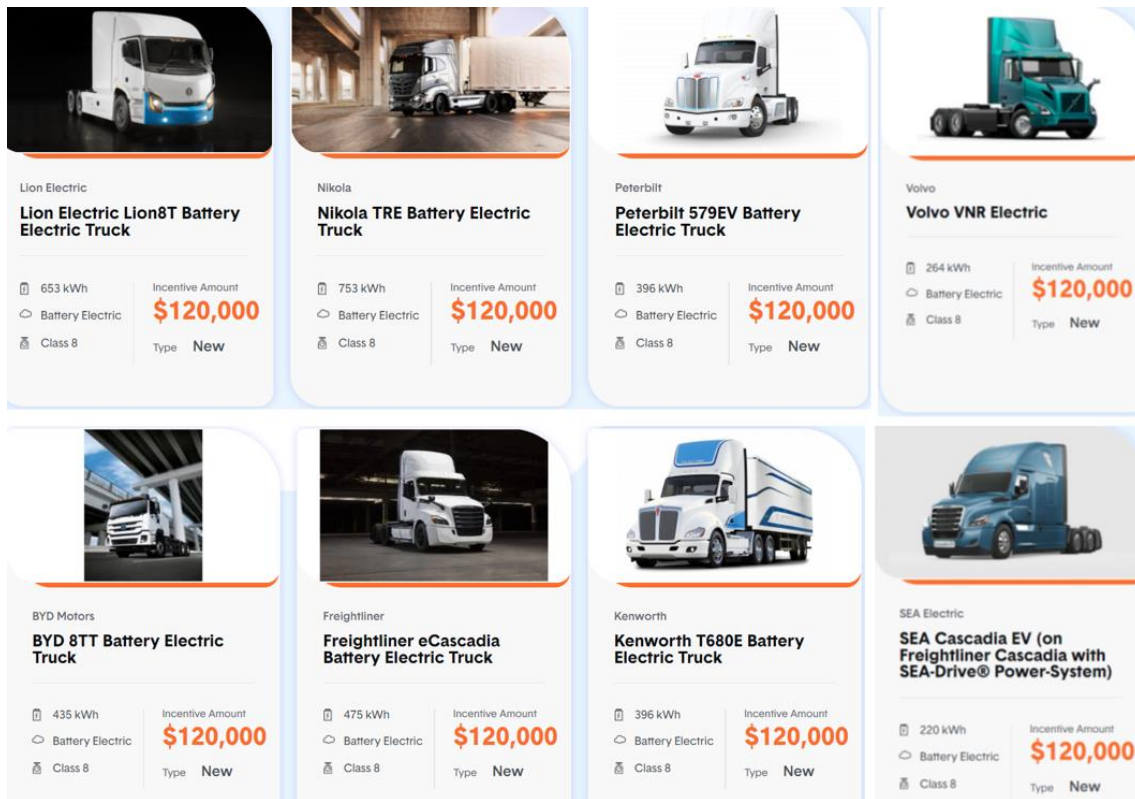 Lion Electric
Lion Electric Lion8T Battery
Electric Truck
653 kWh
Incentive Amount
$120,000
Battery Electric
Class 8
Type New
Nikola
Nikola TRE Battery Electric
Truck
753 kWh
Incentive Amount
$120,000
Battery Electric
Class 8
Type New
Peterbilt
Peterbilt 579EV Battery
Electric Truck
396 kWh
Incentive Amount
$120,000
Battery Electric
Class 8
Type New
Volvo
Volvo VNR Electric
264 kWh
Incentive Amount
$120,000
Battery Electric
Class 8
Type New
BYD Motors
BYD 8TT Battery Electric
Truck
435 kWh
Incentive Amount
$120,000
Battery Electric
Class 8
Type New
Freightliner
Freightliner eCascadia
Battery Electric Truck
475 kWh
Incentive Amount
$120,000
Battery Electric
Class 8
Type New
Kenworth
Kenworth T680E Battery
Electric Truck
396 kWh
Incentive Amount
$120,000
Battery Electric
Class 8
Type New
SEA Electric
SEA Cascadia EV (on
Freightliner Cascadia with
SEA-Drive® Power-System)
220 kWh
Incentive Amount
$120,000
Battery Electric
Class 8
Type New